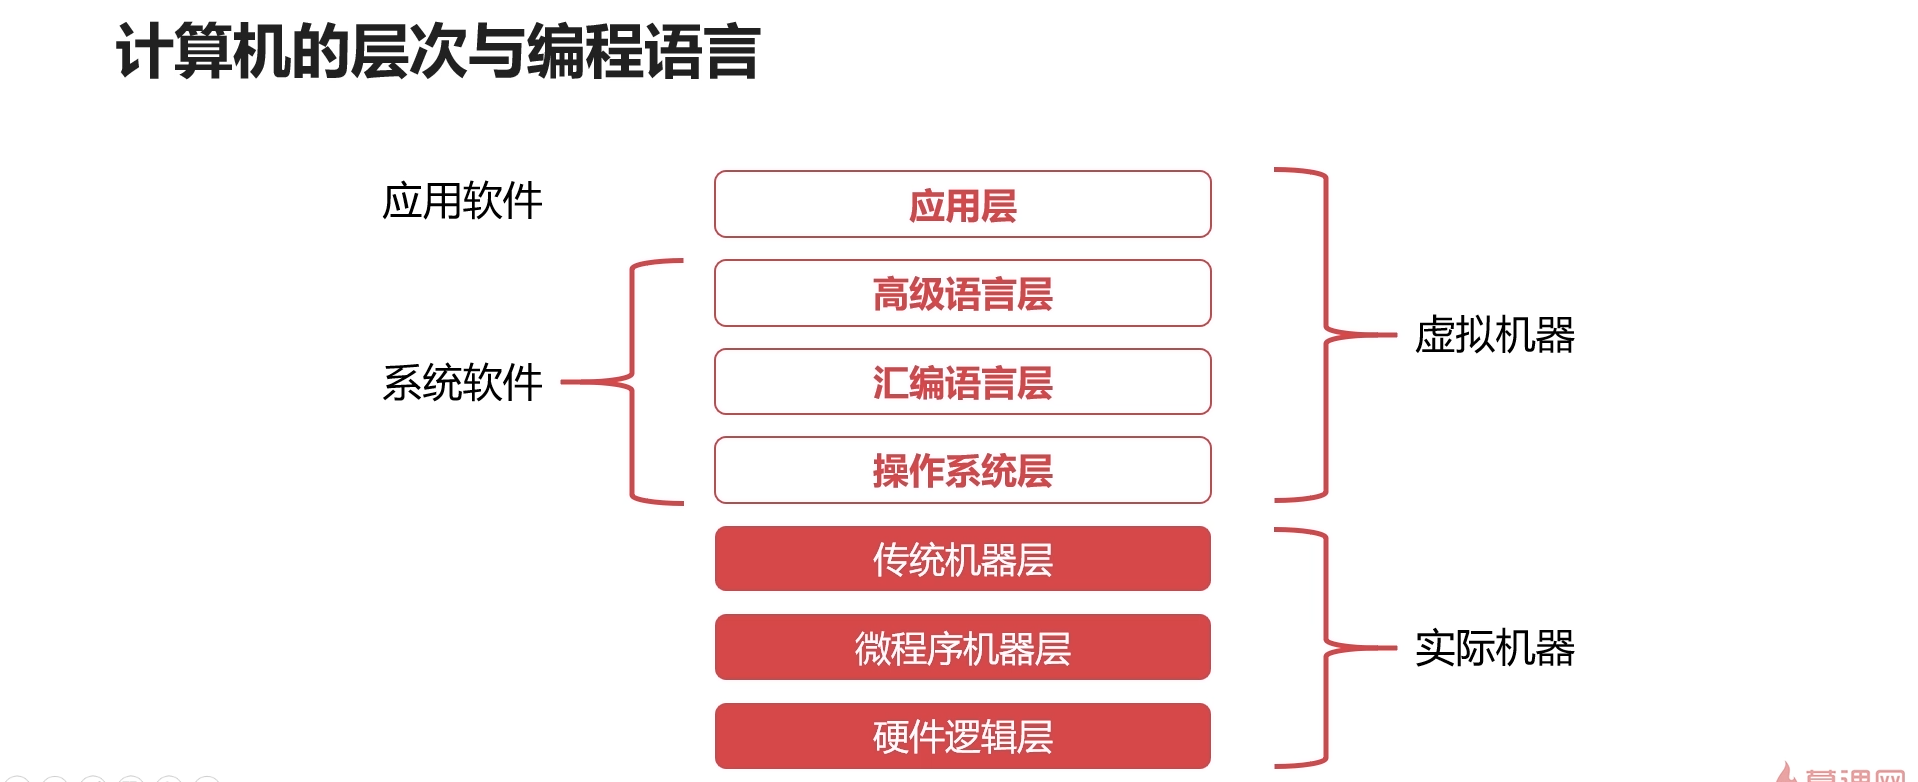 计算机的层次与编程语言
应用软件
应用层
高级语言层
系统软件
汇编语言层
操作系统层
虚拟机器
传统机器层
微程序机器层
硬件逻辑层
实际机器
慕课网